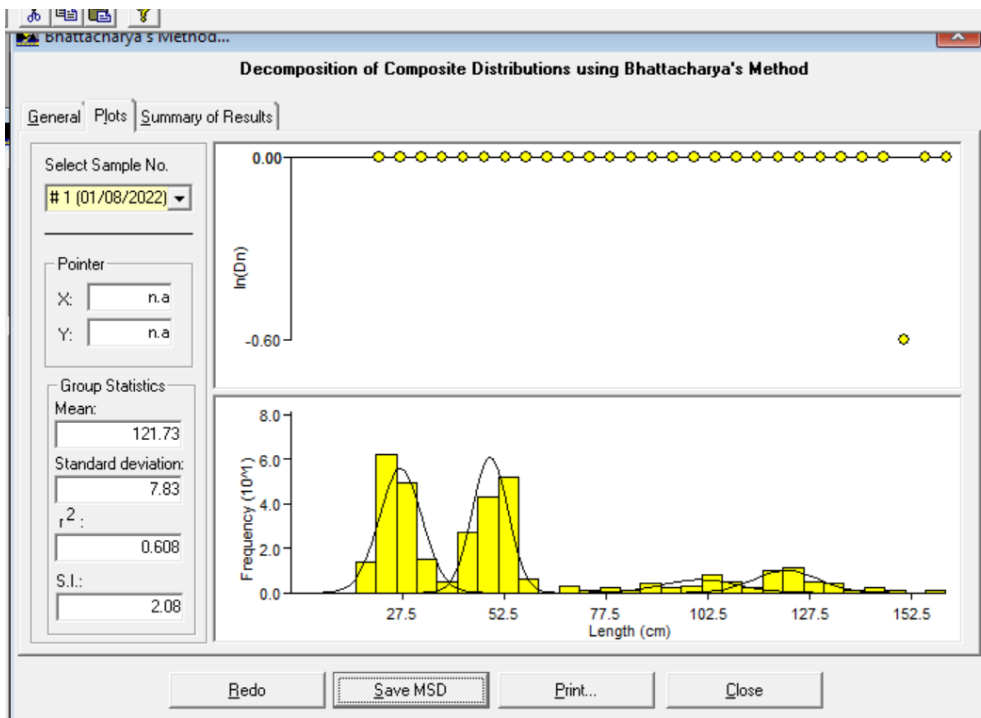 Bhattacharya's Method...
Decomposition of Composite Distributions using Bhattacharya's Method
General Plots Summary of Results
Select Sample No.
# 1 (01/08/2022)
Pointer
X: n.a
Y: n.a
Group Statistics
Mean:
121.73
Standard deviation:
7.83
r2 :
0.608
S.I.:
2.08
0.00
ln(Dn)
-0.60
8.0
6.0
4.0
2.0
0.0
Frequency (10^1)
27.5 52.5 77.5 102.5 127.5 152.5
Length (cm)
Redo Save MSD Print... Close